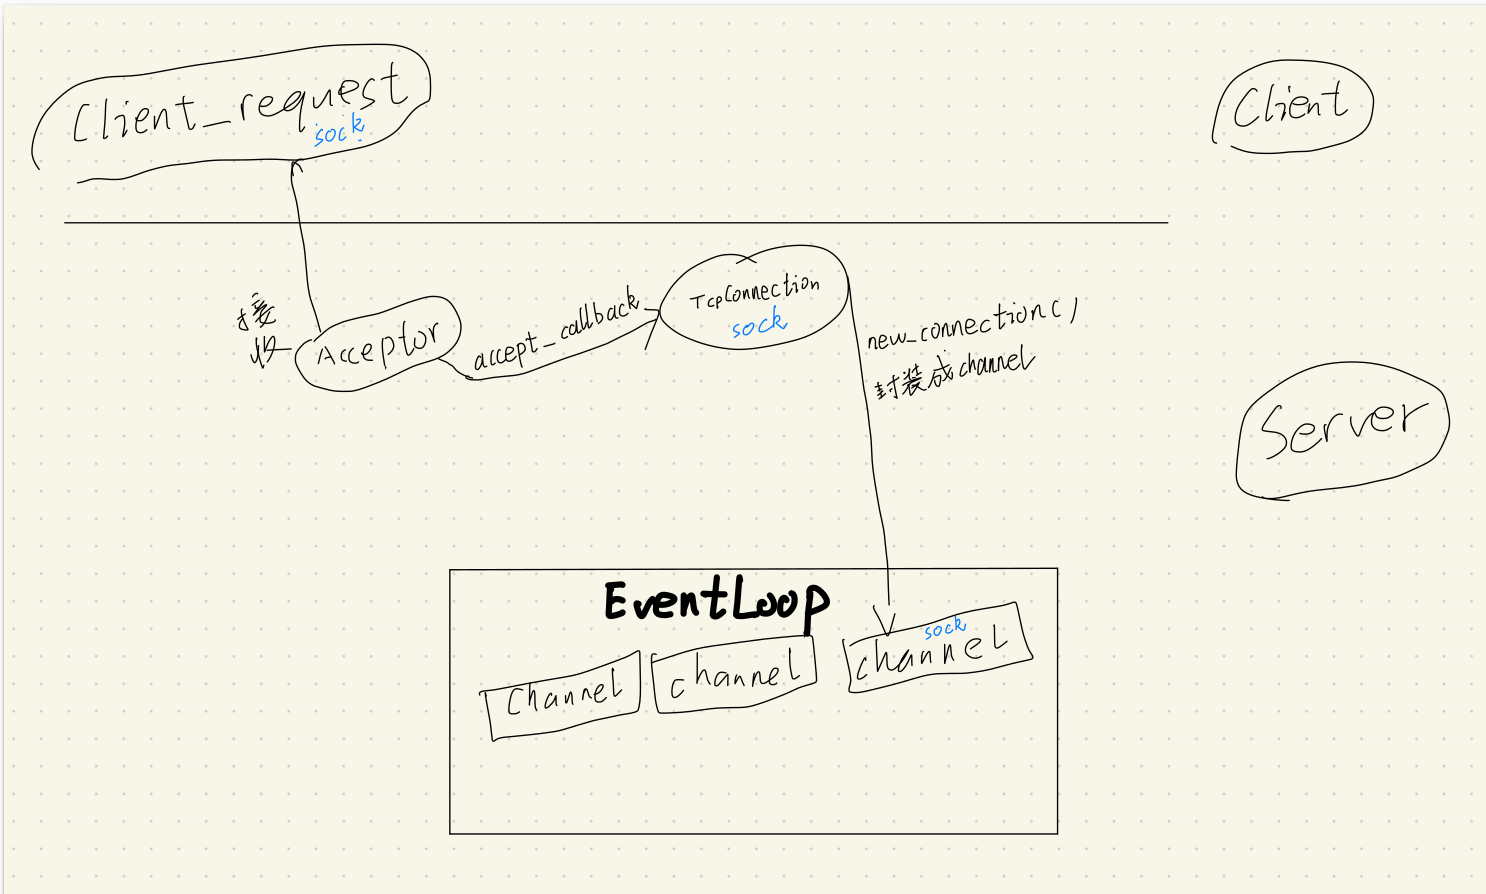 Client_request
sock
Client
接
收
Acceptor
accept_callback
TcpConnection
sock
new_connection()
封装成channel
Server
EventLoop
Channel
channel
sock
channel